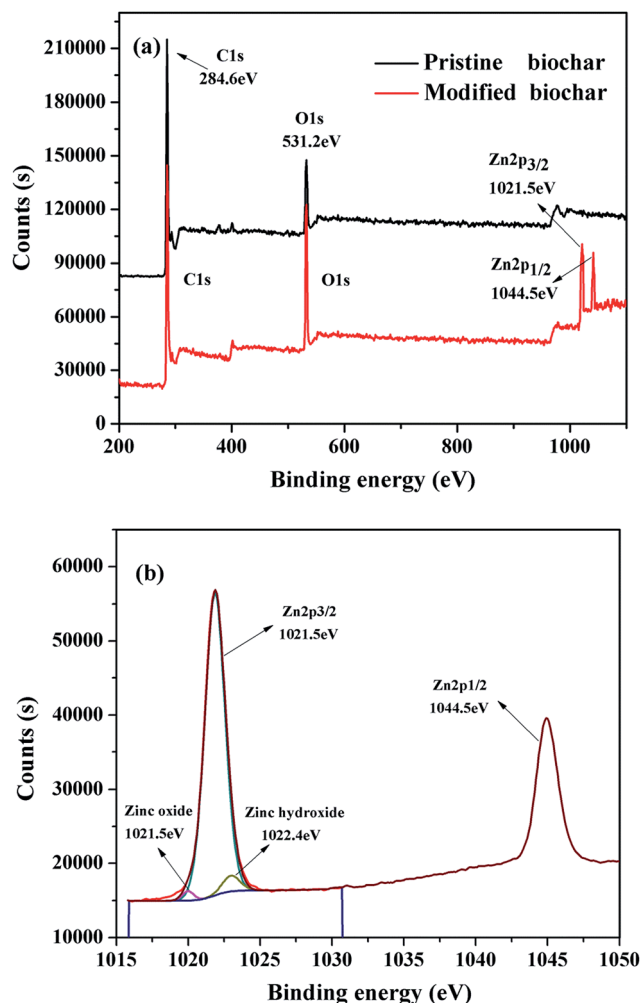 (a)
C1s
284.6eV
Pristine biochar
Modified biochar
O1s
531.2eV
Zn2p3/2
1021.5eV
Zn2p1/2
1044.5eV
C1s
O1s
210000
180000
150000
120000
90000
60000
30000
0
Counts (s)
200
400
600
800
1000
Binding energy (eV)
(b)
Zn2p3/2
1021.5eV
Zn2p1/2
1044.5eV
Zinc oxide
1021.5eV
Zinc hydroxide
1022.4eV
60000
50000
40000
30000
20000
10000
Counts (s)
1015
1020
1025
1030
1035
1040
1045
1050
Binding energy (eV)